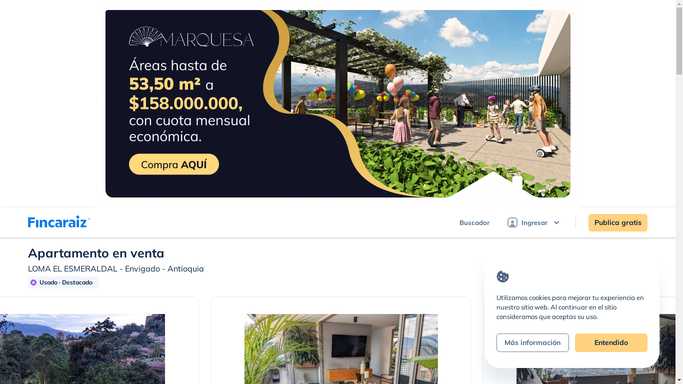 MARQUESA
Áreas hasta de
53,50 m² a
$158.000.000,
con cuota mensual
económica.
Compra AQUÍ
Fincaraiz
Buscador
Ingresar
Publica gratis
Apartamento en venta
LOMA EL ESMERALDAL - Envigado - Antioquia
Usado · Destacado
Utilizamos cookies para mejorar tu experiencia en
nuestro sitio web. Al continuar en el sitio
consideramos que aceptas su uso.
Más información
Entendido